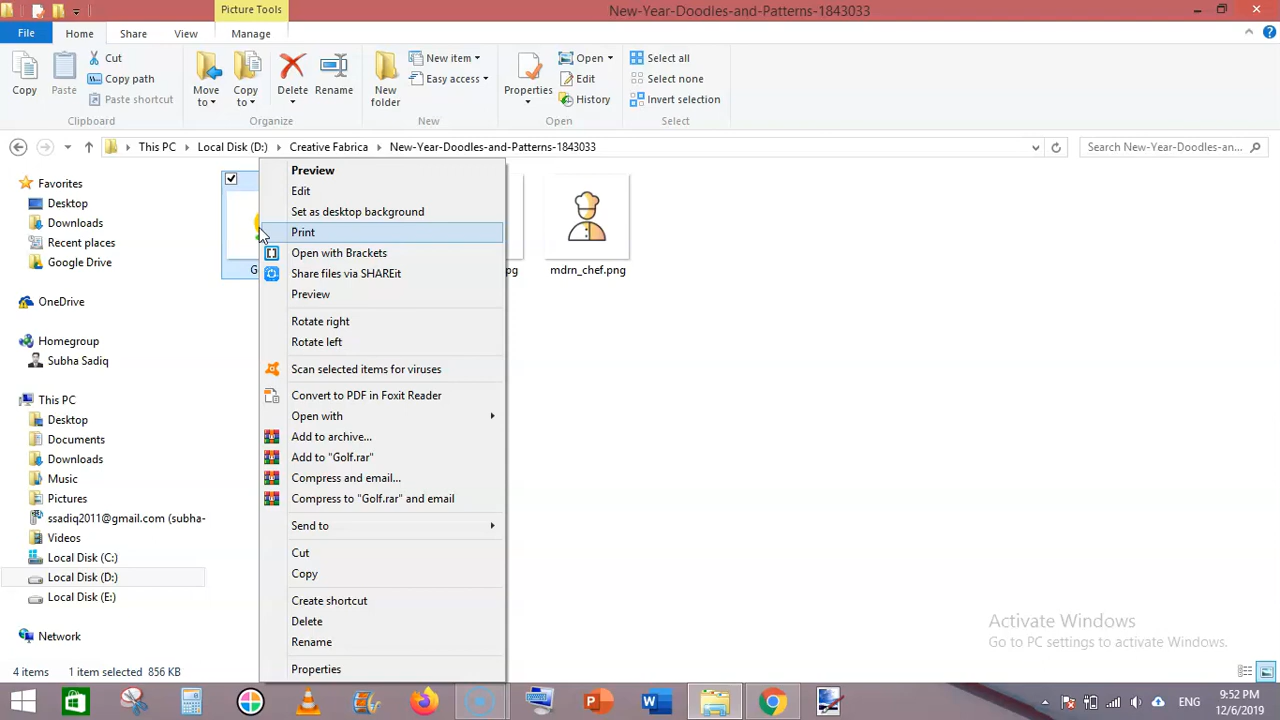 Picture Tools
New-Year-Doodles-and-Patterns-1843033
File
Home
Share
View
Manage
Copy
Paste
Cut
Copy path
Paste shortcut
Clipboard
Move to
Copy to
Delete
Rename
Organize
New folder
New item
Easy access
New
Properties
Open
Edit
History
Open
Select all
Select none
Invert selection
Select
This PC
Local Disk (D:)
Creative Fabrica
New-Year-Doodles-and-Patterns-1843033
Search New-Year-Doodles-an...
Favorites
Desktop
Downloads
Recent places
Google Drive
OneDrive
Homegroup
Subha Sadiq
This PC
Desktop
Documents
Downloads
Music
Pictures
ssadiq2011@gmail.com (subha-
Videos
Local Disk (C:)
Local Disk (D:)
Local Disk (E:)
Network
G
pg
mdrn_chef.png
Preview
Edit
Set as desktop background
Print
Open with Brackets
Share files via SHAREit
Preview
Rotate right
Rotate left
Scan selected items for viruses
Convert to PDF in Foxit Reader
Open with
Add to archive...
Add to "Golf.rar"
Compress and email...
Compress to "Golf.rar" and email
Send to
Cut
Copy
Create shortcut
Delete
Rename
Properties
Activate Windows
Go to PC settings to activate Windows.
4 items
1 item selected 856 KB
ENG
9:52 PM
12/6/2019